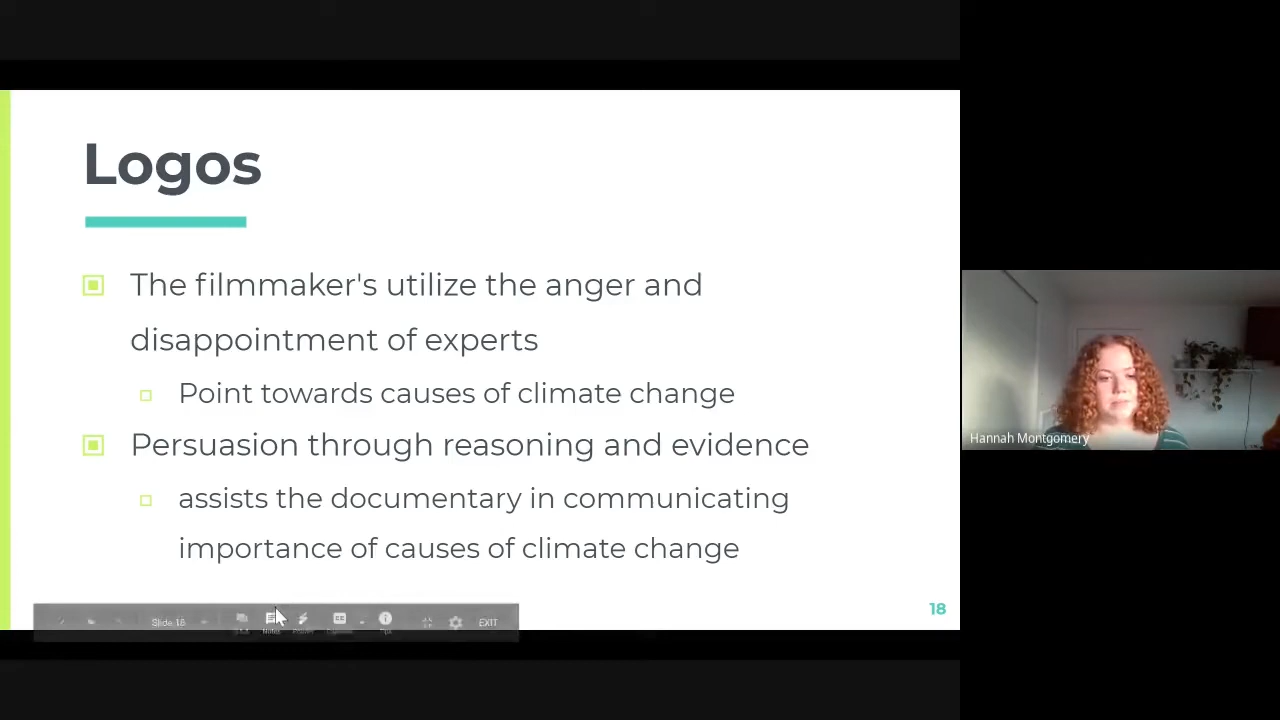 Logos
The filmmaker's utilize the anger and
disappointment of experts
Point towards causes of climate change
Persuasion through reasoning and evidence
assists the documentary in communicating
importance of causes of climate change
18
Slide 18
Notes
Tips
EXIT
Hannah Montgomery